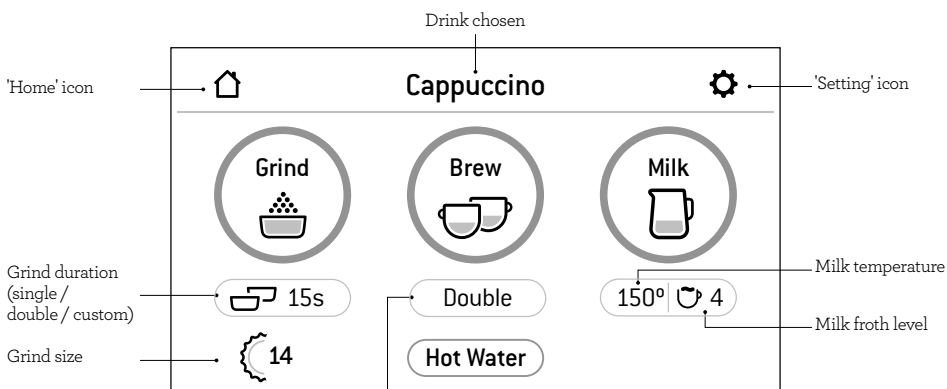 Drink chosen
'Home' icon
Cappuccino
'Setting' icon
Grind
Brew
Milk
Grind duration
(single /
double / custom)
15s
Double
150º
4
Milk temperature
Milk froth level
Grind size
14
Hot Water